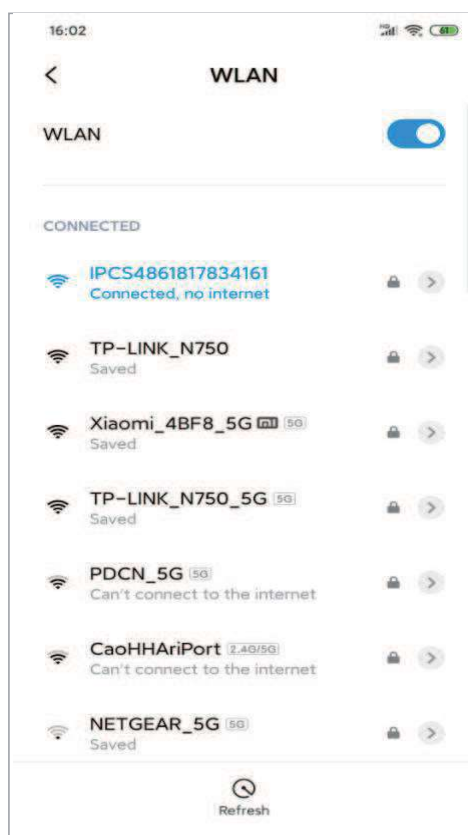 16:02
HD
61
WLAN
WLAN
CONNECTED
IPCS4861817834161
Connected, no internet
TP-LINK_N750
Saved
Xiaomi_4BF8_5G 5G
Saved
TP-LINK_N750_5G 5G
Saved
PDCN_5G 5G
Can't connect to the internet
CaoHHAriPort 2.4G/5G
Can't connect to the internet
NETGEAR_5G 5G
Saved
Refresh